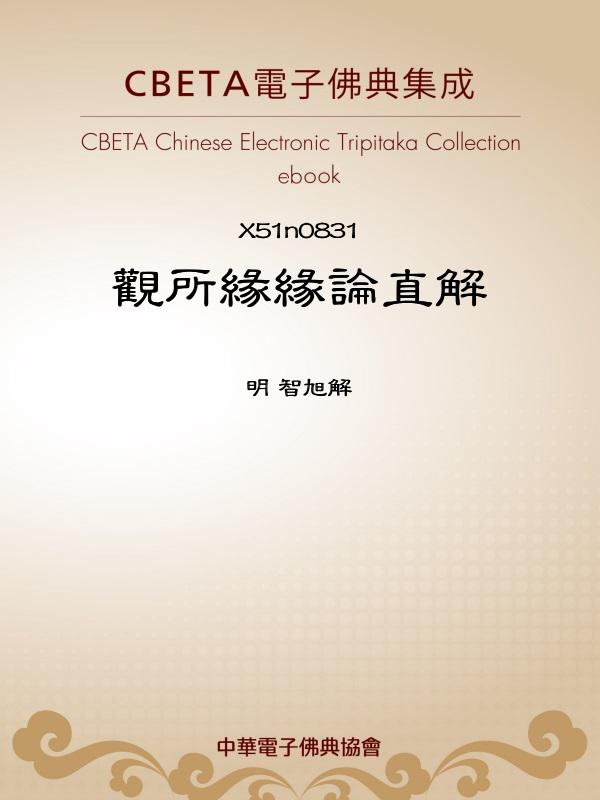 CBETA電子佛典集成
CBETA Chinese Electronic Tripitaka Collection
ebook
X51n0831
觀所緣緣論直解
明 智旭解
中華電子佛典協會